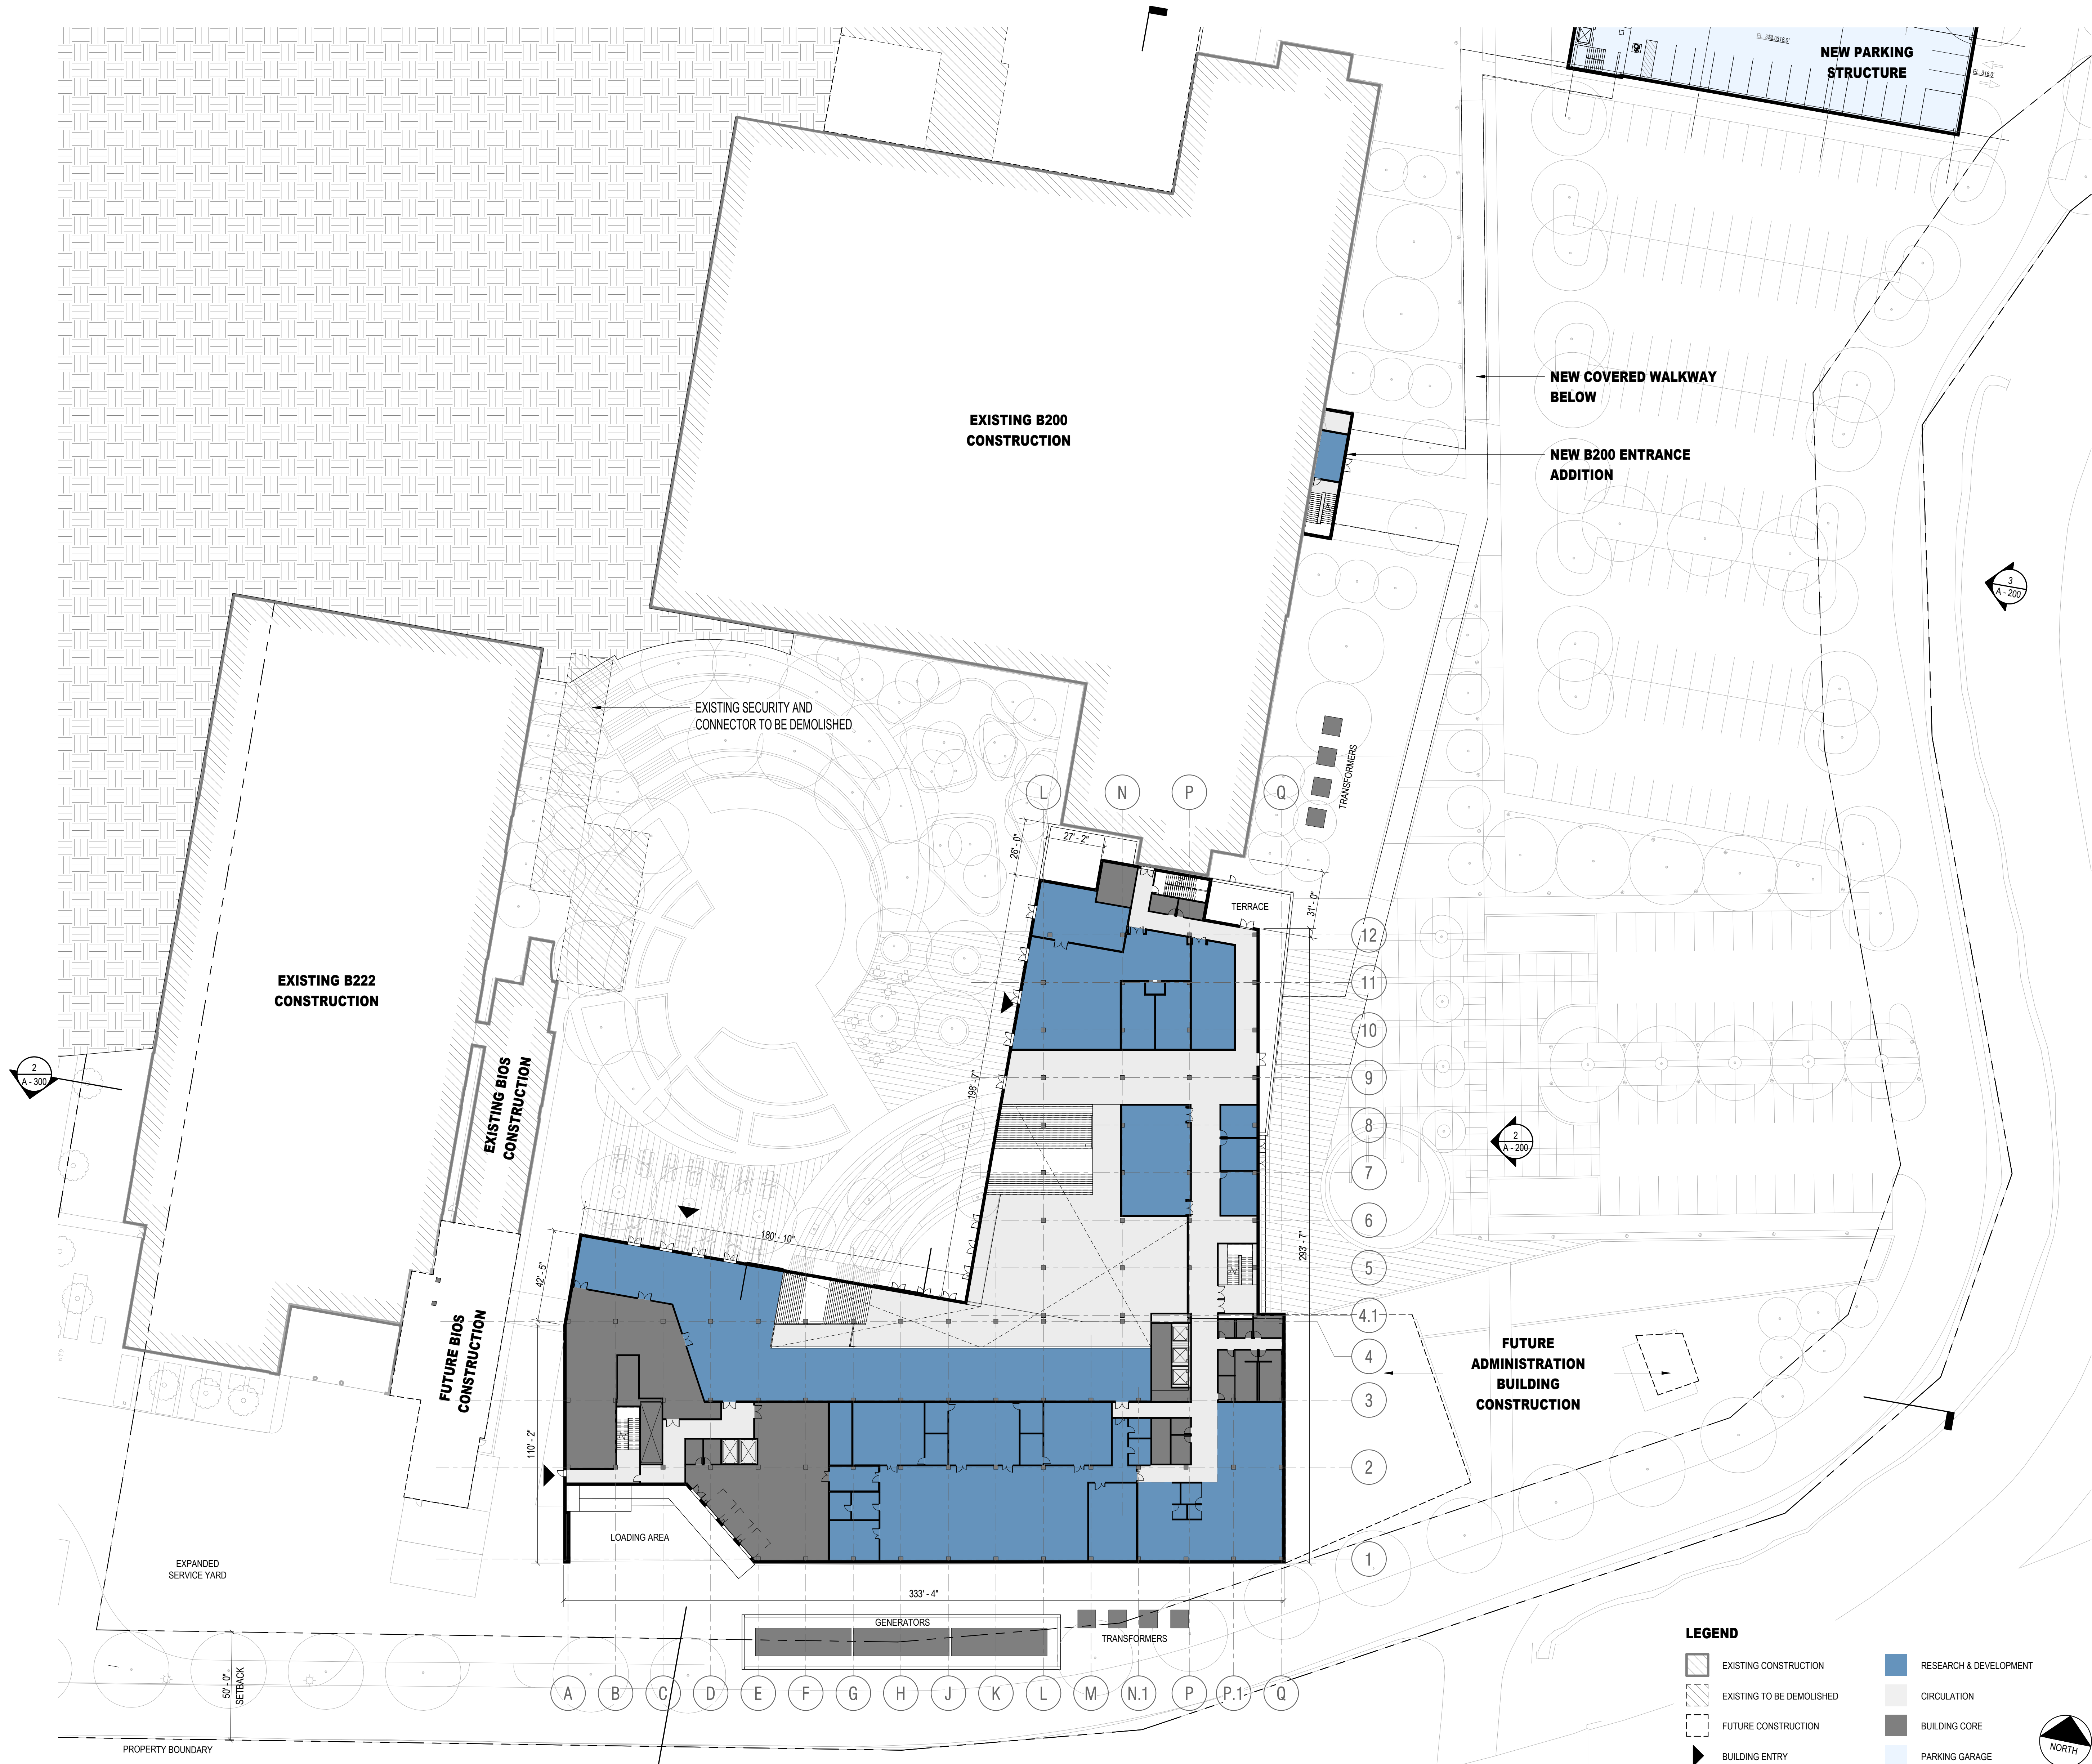 NEW PARKING
STRUCTURE
EL. 318.0'
NEW COVERED WALKWAY
BELOW
EXISTING B200
CONSTRUCTION
NEW B200 ENTRANCE
ADDITION
3
A - 200
EXISTING SECURITY AND
CONNECTOR TO BE DEMOLISHED
TRANSFORMERS
L
N
P
Q
26' - 0"
27' - 2"
31' - 0"
TERRACE
12
11
10
9
8
7
6
5
4.1
4
3
2
1
EXISTING B222
CONSTRUCTION
EXISTING BIOS
CONSTRUCTION
2
A - 300
198' - 7"
2
A - 200
180' - 10"
293' - 7"
42' - 5"
FUTURE BIOS
CONSTRUCTION
FUTURE
ADMINISTRATION
BUILDING
CONSTRUCTION
110' - 2"
LOADING AREA
EXPANDED
SERVICE YARD
333' - 4"
GENERATORS
TRANSFORMERS
50' - 0"
SETBACK
A
B
C
D
E
F
G
H
J
K
L
M
N.1
P
P.1
Q
PROPERTY BOUNDARY
LEGEND
EXISTING CONSTRUCTION
RESEARCH & DEVELOPMENT
EXISTING TO BE DEMOLISHED
CIRCULATION
FUTURE CONSTRUCTION
BUILDING CORE
BUILDING ENTRY
PARKING GARAGE
NORTH